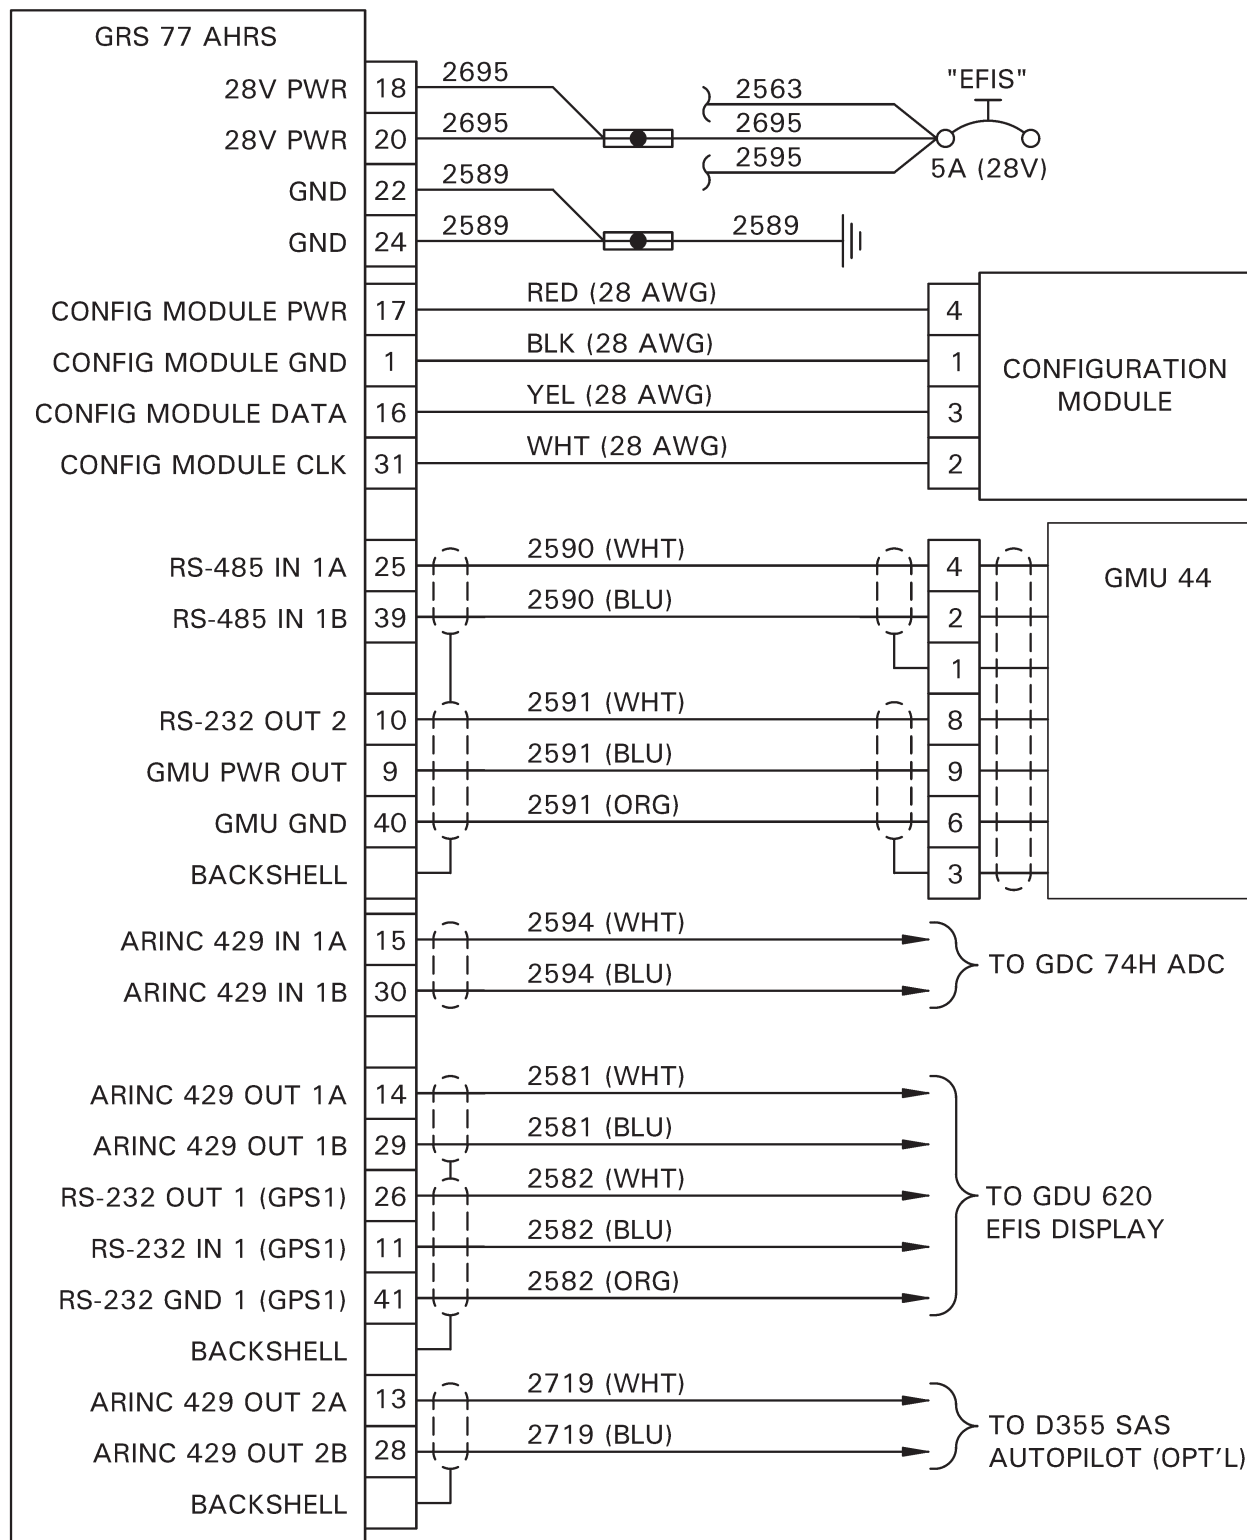 GRS 77 AHRS
28V PWR 18 2695
2563
"EFIS"
28V PWR 20 2695 2695
2595
5A (28V)
GND 22 2589
GND 24 2589 2589
CONFIG MODULE PWR 17 RED (28 AWG) 4
CONFIG MODULE GND 1 BLK (28 AWG) 1
CONFIGURATION
MODULE
CONFIG MODULE DATA 16 YEL (28 AWG) 3
CONFIG MODULE CLK 31 WHT (28 AWG) 2
RS-485 IN 1A 25 2590 (WHT) 4
GMU 44
RS-485 IN 1B 39 2590 (BLU) 2
1
RS-232 OUT 2 10 2591 (WHT) 8
GMU PWR OUT 9 2591 (BLU) 9
GMU GND 40 2591 (ORG) 6
BACKSHELL 3
ARINC 429 IN 1A 15 2594 (WHT)
TO GDC 74H ADC
ARINC 429 IN 1B 30 2594 (BLU)
ARINC 429 OUT 1A 14 2581 (WHT)
ARINC 429 OUT 1B 29 2581 (BLU)
RS-232 OUT 1 (GPS1) 26 2582 (WHT)
TO GDU 620
EFIS DISPLAY
RS-232 IN 1 (GPS1) 11 2582 (BLU)
RS-232 GND 1 (GPS1) 41 2582 (ORG)
BACKSHELL
ARINC 429 OUT 2A 13 2719 (WHT)
TO D355 SAS
AUTOPILOT (OPT'L)
ARINC 429 OUT 2B 28 2719 (BLU)
BACKSHELL